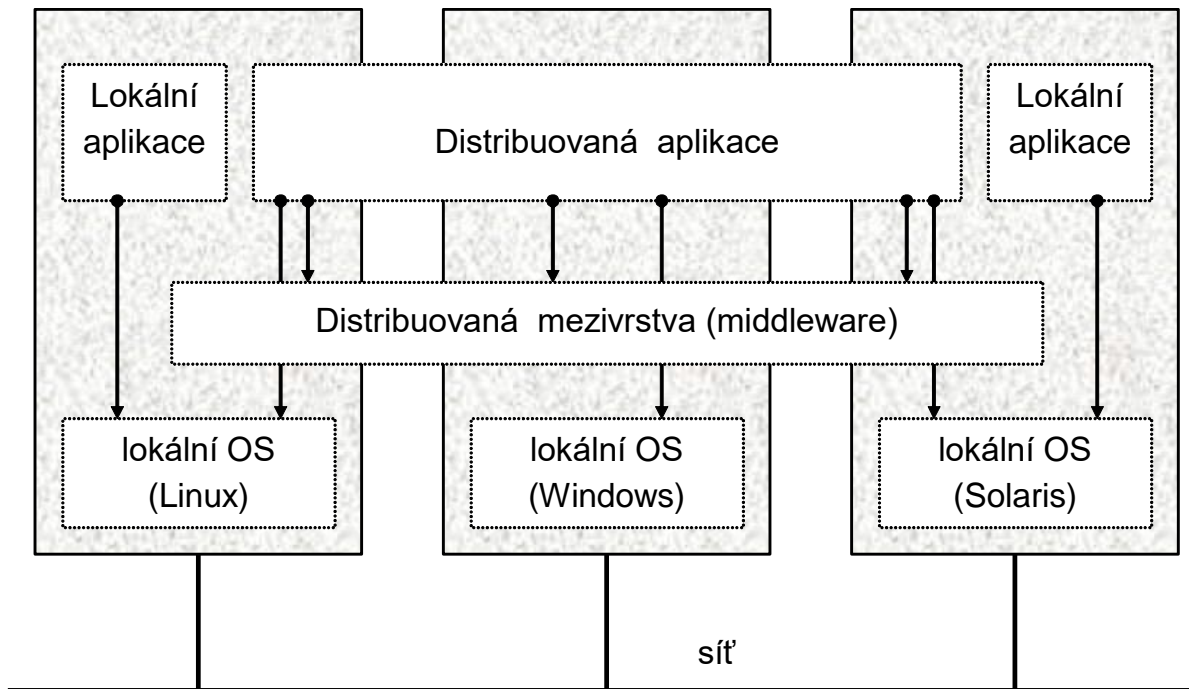 Lokální
aplikace
Distribuovaná aplikace
Lokální
aplikace
Distribuovaná mezivrstva (middleware)
lokální OS
(Linux)
lokální OS
(Windows)
lokální OS
(Solaris)
síť